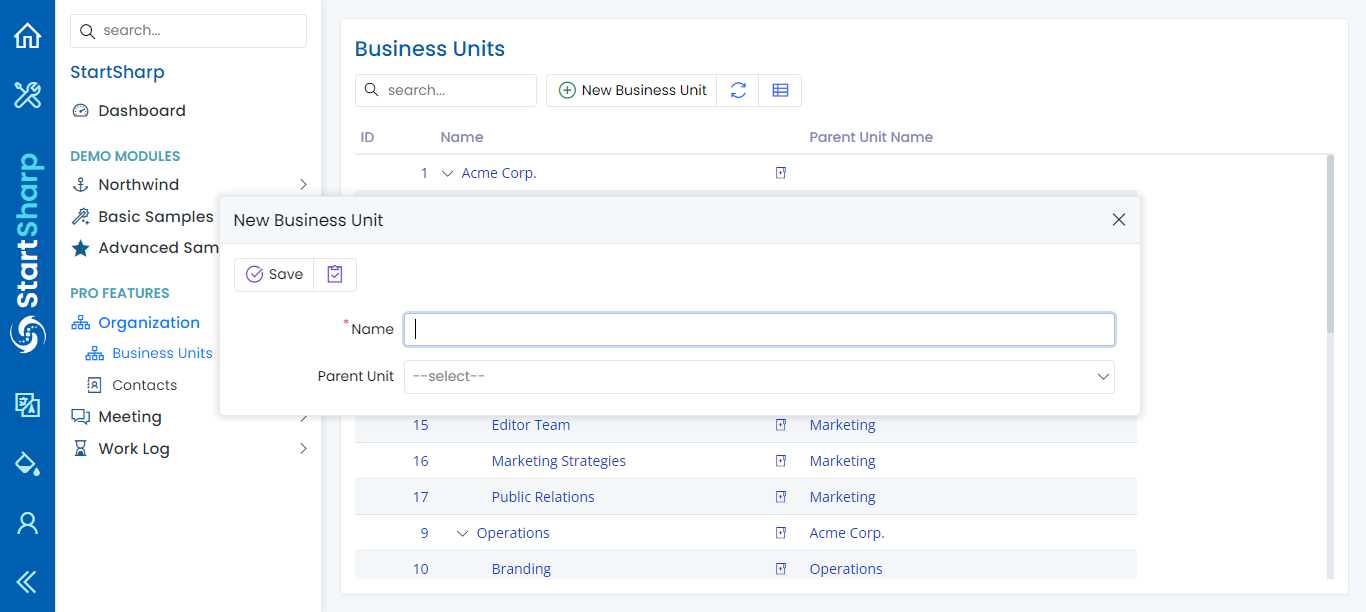 StartSharp
search...
StartSharp
Dashboard
DEMO MODULES
Northwind
Basic Samples
Advanced Sam
PRO FEATURES
Organization
Business Units
Contacts
Meeting
Work Log
Business Units
search...
New Business Unit
ID Name Parent Unit Name
1 Acme Corp.
New Business Unit
Save
*Name
Parent Unit --select--
15 Editor Team Marketing
16 Marketing Strategies Marketing
17 Public Relations Marketing
9 Operations Acme Corp.
10 Branding Operations